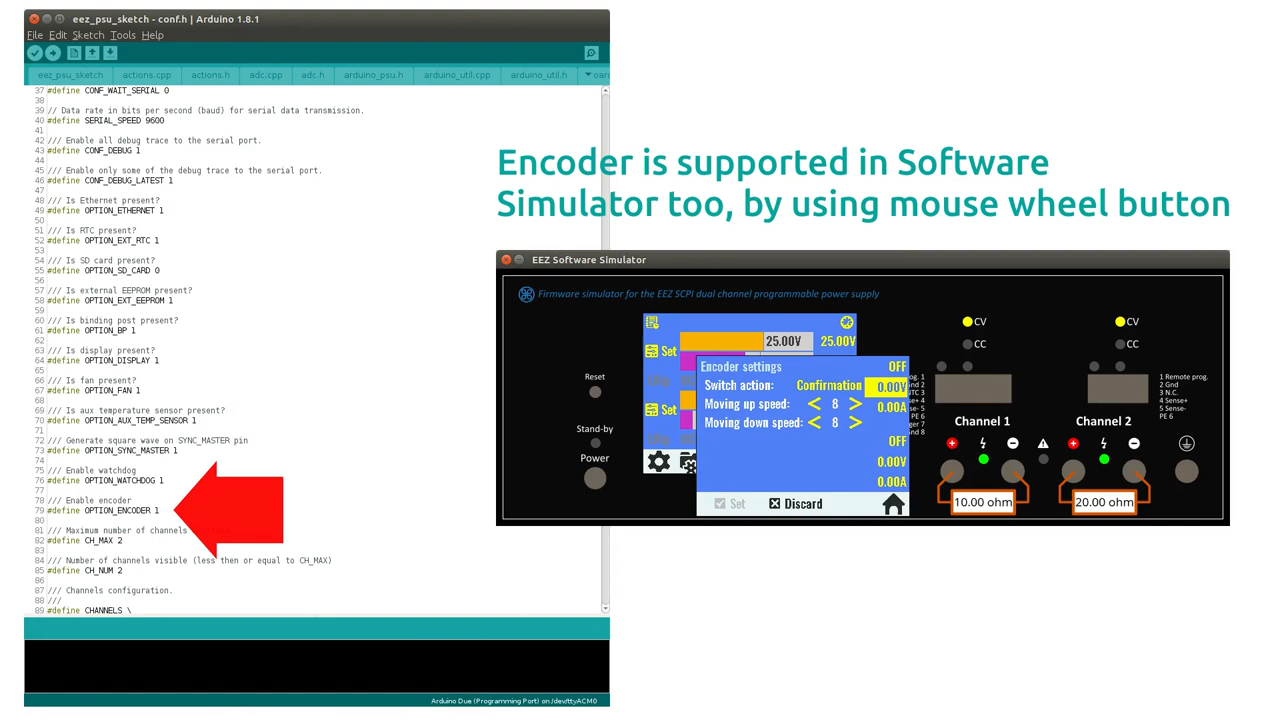 eez_psu_sketch - conf.h | Arduino 1.8.1
File Edit Sketch Tools Help
eez_psu_sketch actions.cpp actions.h adc.cpp adc.h arduino_psu.h arduino_util.cpp arduino_util.h
37 #define CONF_WAIT_SERIAL 0
38
39 // Data rate in bits per second (baud) for serial data transmission.
40 #define SERIAL_SPEED 9600
41
42 /// Enable all debug trace to the serial port.
43 #define CONF_DEBUG 1
44
45 /// Enable only some of the debug trace to the serial port.
46 #define CONF_DEBUG_LATEST 1
47
48 /// Is Ethernet present?
49 #define OPTION_ETHERNET 1
50
51 /// Is RTC present?
52 #define OPTION_EXT_RTC 1
53
54 /// Is SD card present?
55 #define OPTION_SD_CARD 0
56
57 /// Is external EEPROM present?
58 #define OPTION_EXT_EEPROM 1
59
60 /// Is binding post present?
61 #define OPTION_BP 1
62
63 /// Is display present?
64 #define OPTION_DISPLAY 1
65
66 /// Is fan present?
67 #define OPTION_FAN 1
68
69 /// Is aux temperature sensor present?
70 #define OPTION_AUX_TEMP_SENSOR 1
71
72 /// Generate square wave on SYNC_MASTER pin
73 #define OPTION_SYNC_MASTER 1
74
75 /// Enable watchdog
76 #define OPTION_WATCHDOG 1
77
78 /// Enable encoder
79 #define OPTION_ENCODER 1
80
81 /// Maximum number of channels
82 #define CH_MAX 2
83
84 /// Number of channels visible (less then or equal to CH_MAX)
85 #define CH_NUM 2
86
87 /// Channels configuration.
88 ///
89 #define CHANNELS \
Arduino Due (Programming Port) on /dev/ttyACM0
Encoder is supported in Software
Simulator too, by using mouse wheel button
EEZ Software Simulator
Firmware simulator for the EEZ SCPI dual channel programmable power supply
Reset
Stand-by
Power
Set 25.00V 25.00V
Set
Encoder settings OFF
Switch action: Confirmation 0.00V
Moving up speed: < 8 > 0.00A
Moving down speed: < 8 >
OFF
0.00V
0.00A
Set Discard
CV
CC
Channel 1
10.00 ohm
CV
CC
Channel 2
20.00 ohm
1 Remote prog.
2 Gnd
3 N.C.
4 Sense+
5 Sense-
PE 6